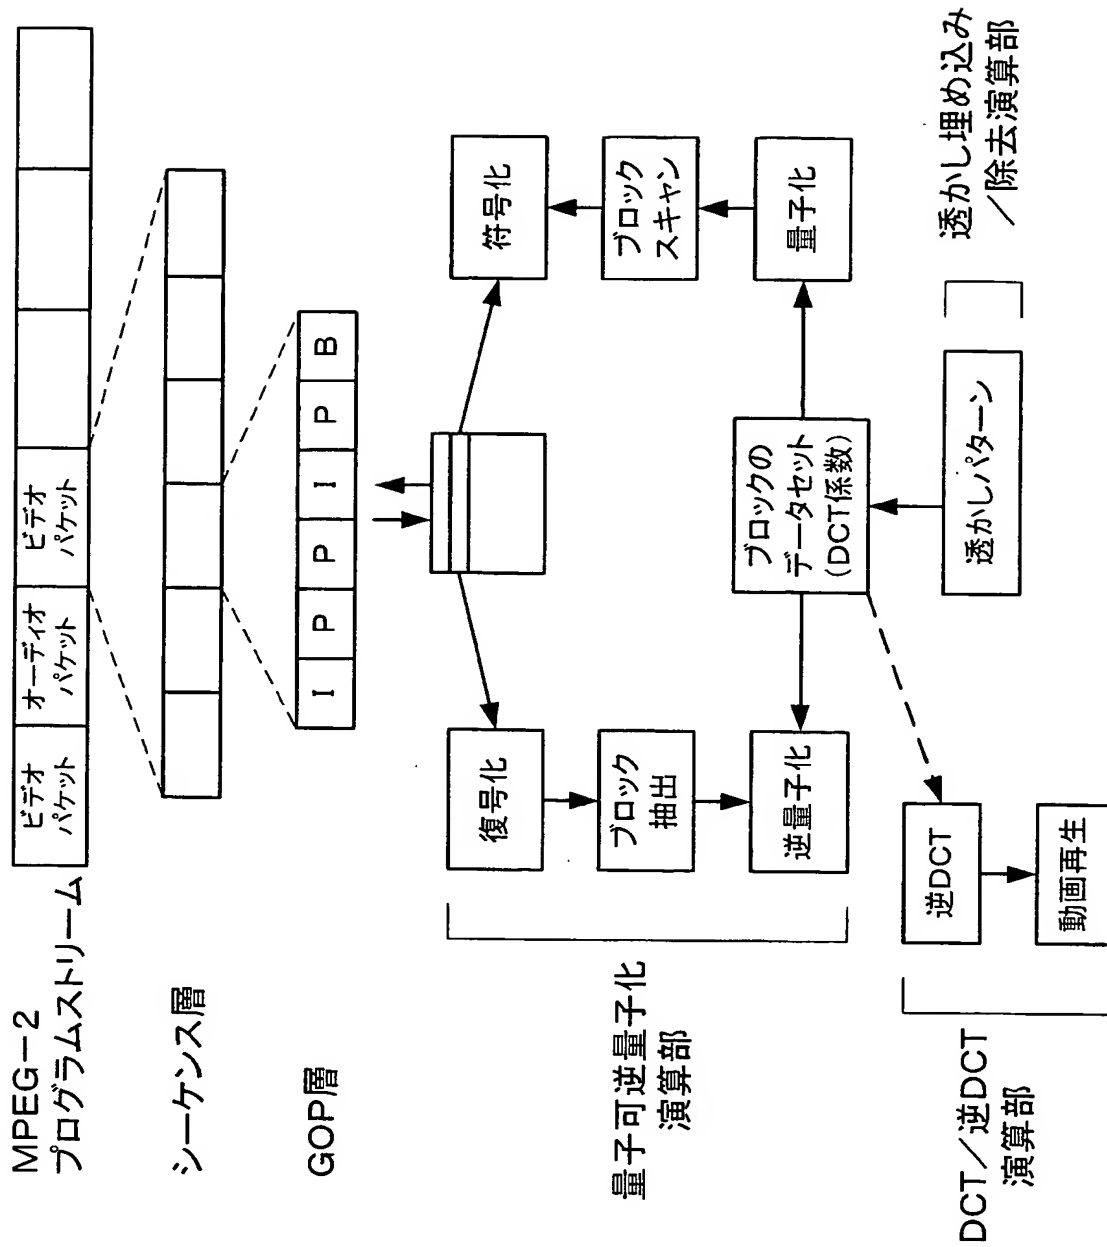 MPEG-2
プログラムストリーム
ビデオ
パケット
オーディオ
パケット
ビデオ
パケット
シーケンス層
GOP層
I
P
P
I
P
B
量子可逆量子化
演算部
復号化
ブロック
抽出
逆量子化
符号化
ブロック
スキャン
量子化
ブロックの
データセット
(DCT係数)
透かしパターン
透かし埋め込み
/除去演算部
DCT/逆DCT
演算部
逆DCT
動画再生